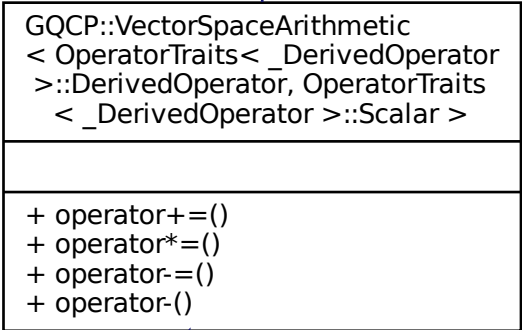 GQCP::VectorSpaceArithmetic
< OperatorTraits< _DerivedOperator
>::DerivedOperator, OperatorTraits
< _DerivedOperator >::Scalar >
+ operator+=()
+ operator*=()
+ operator-=()
+ operator-()